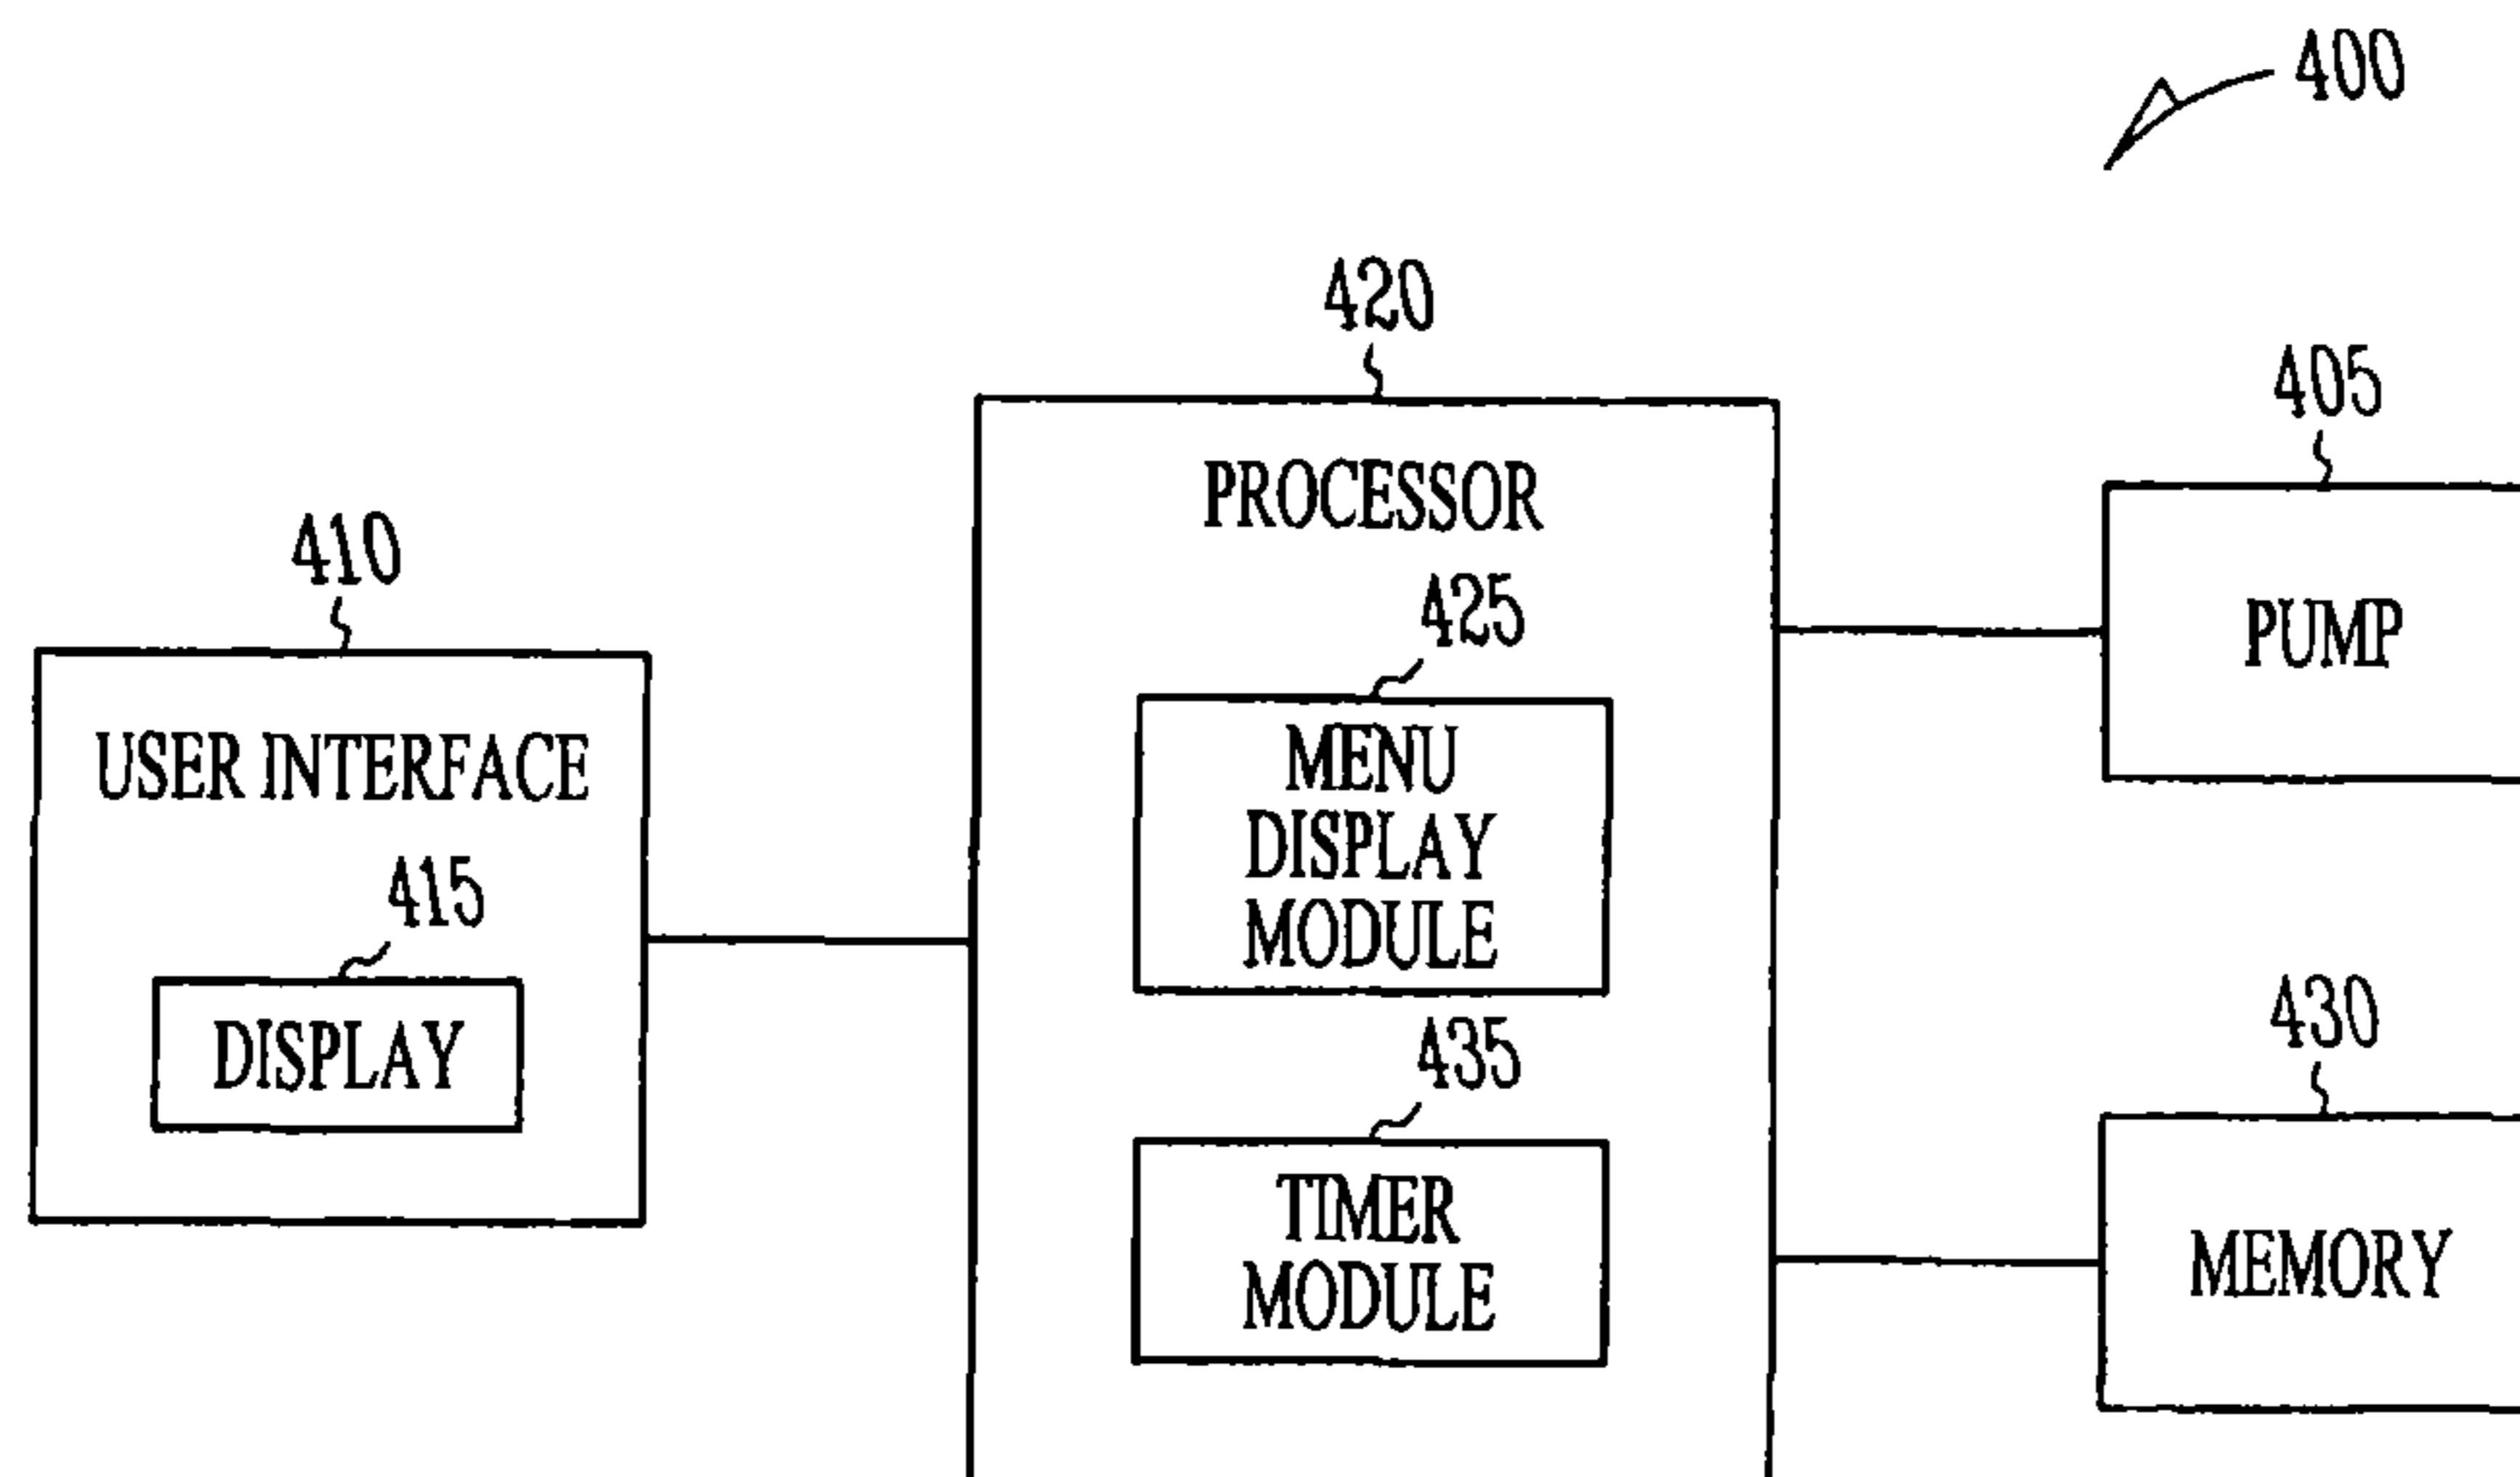 400
420
PROCESSOR
405
PUMP
410
USER INTERFACE
415
DISPLAY
425
MENU
DISPLAY
MODULE
435
TIMER
MODULE
430
MEMORY